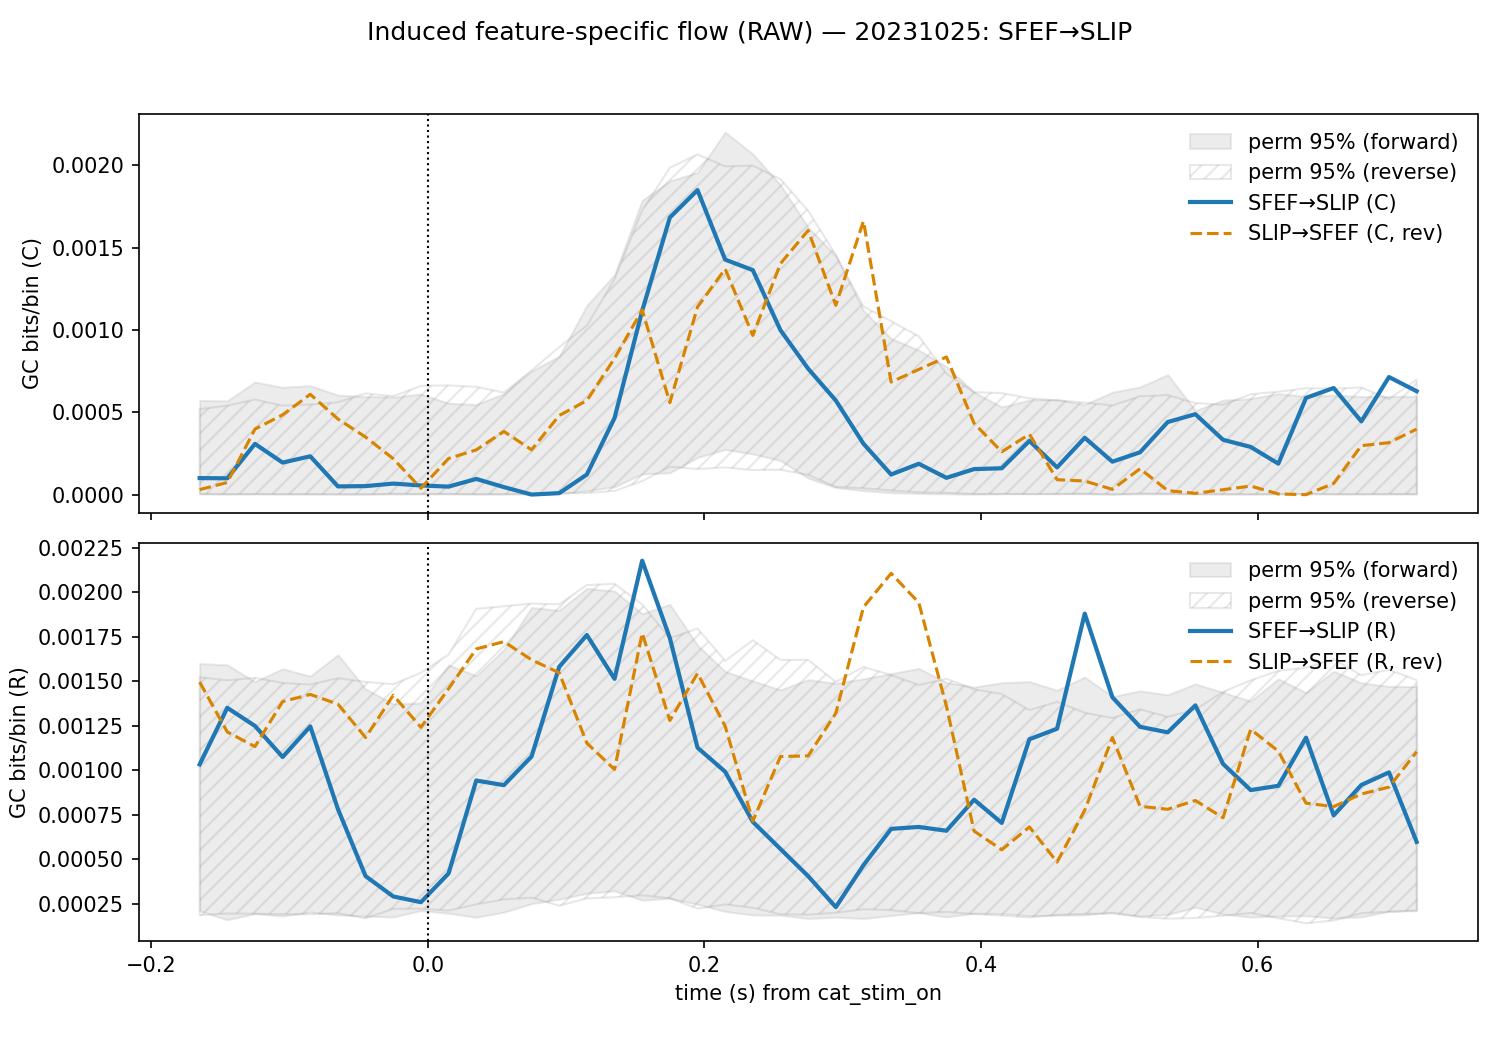 Induced feature-specific flow (RAW) — 20231025: SFEF→SLIP
GC bits/bin (C)
0.0020
0.0015
0.0010
0.0005
0.0000
perm 95% (forward)
perm 95% (reverse)
SFEF→SLIP (C)
SLIP→SFEF (C, rev)
GC bits/bin (R)
0.00225
0.00200
0.00175
0.00150
0.00125
0.00100
0.00075
0.00050
0.00025
perm 95% (forward)
perm 95% (reverse)
SFEF→SLIP (R)
SLIP→SFEF (R, rev)
−0.2 0.0 0.2 0.4 0.6
time (s) from cat_stim_on